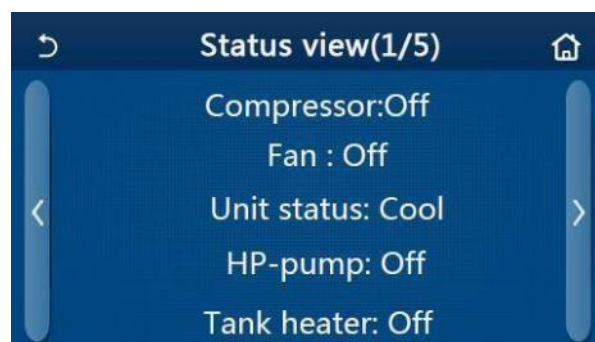 Status view(1/5)
Compressor:Off
Fan : Off
Unit status: Cool
HP-pump: Off
Tank heater: Off